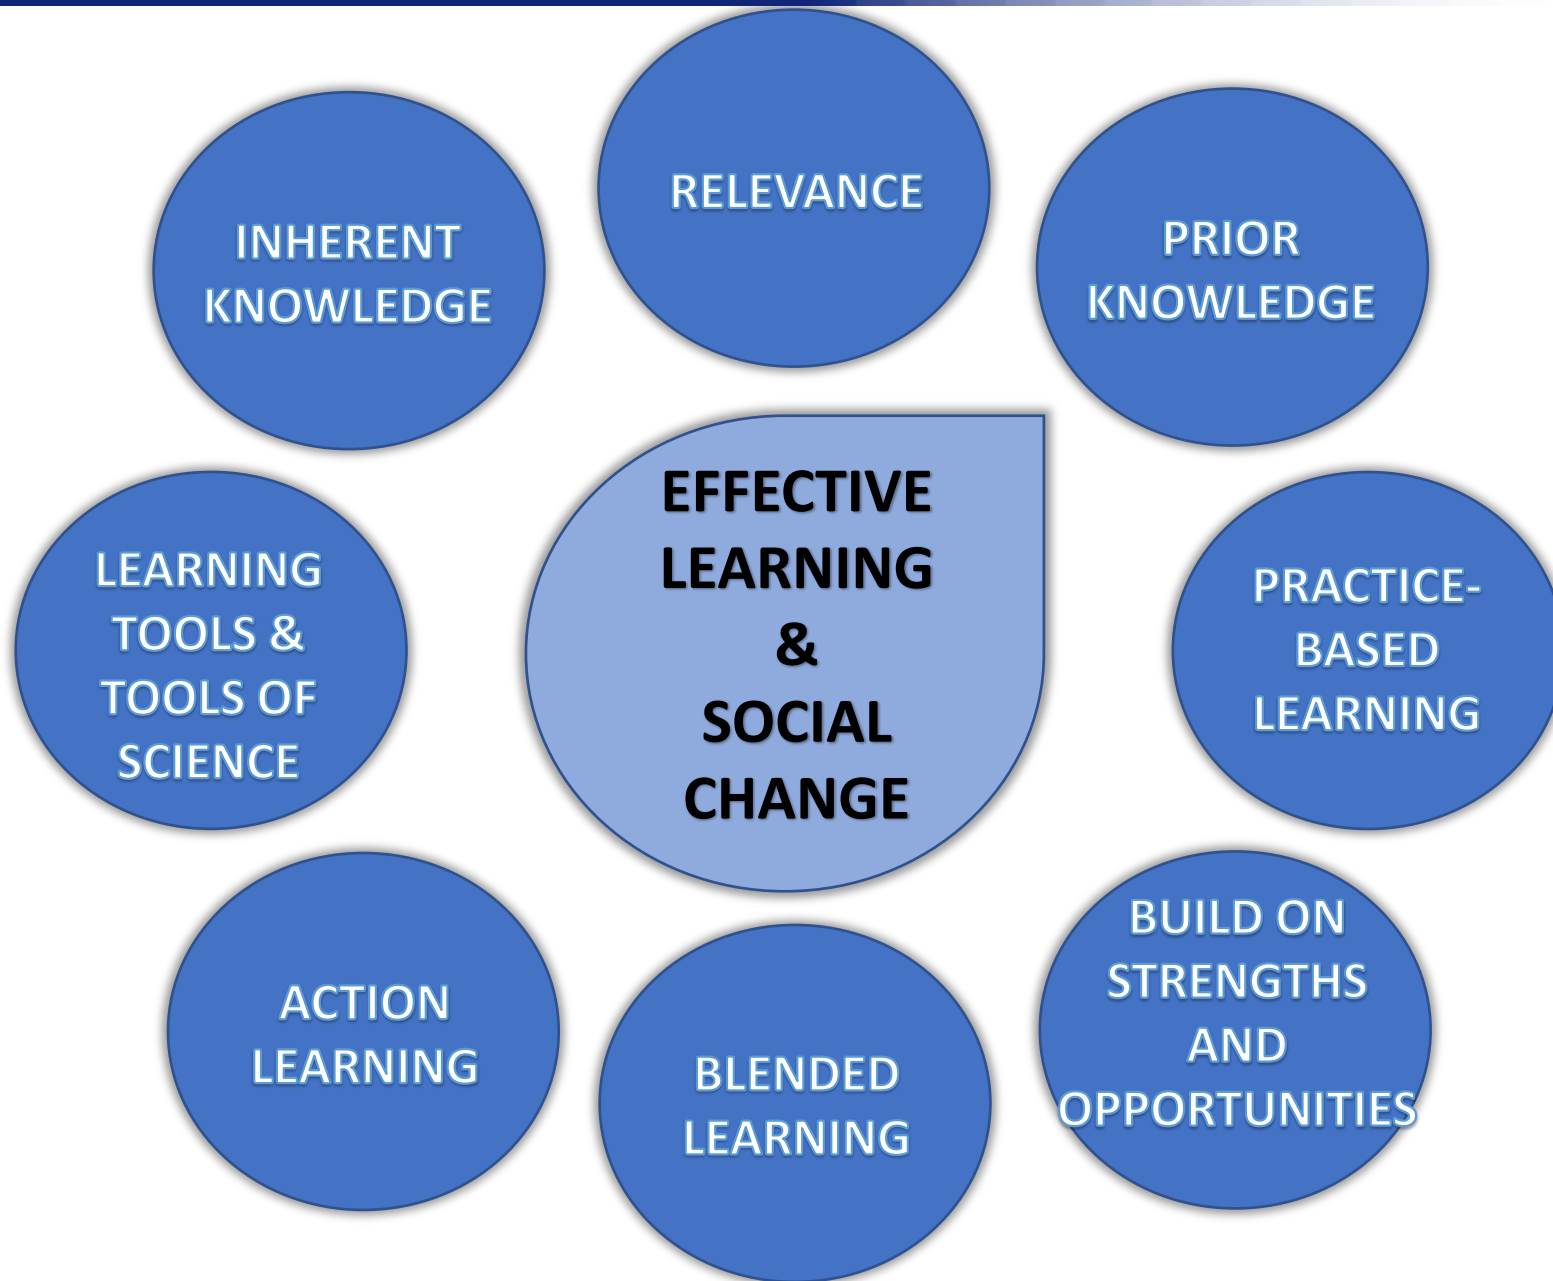 RELEVANCE
INHERENT
KNOWLEDGE
PRIOR
KNOWLEDGE
EFFECTIVE
LEARNING
&
SOCIAL
CHANGE
LEARNING
TOOLS &
TOOLS OF
SCIENCE
PRACTICE-
BASED
LEARNING
ACTION
LEARNING
BLENDED
LEARNING
BUILD ON
STRENGTHS
AND
OPPORTUNITIES